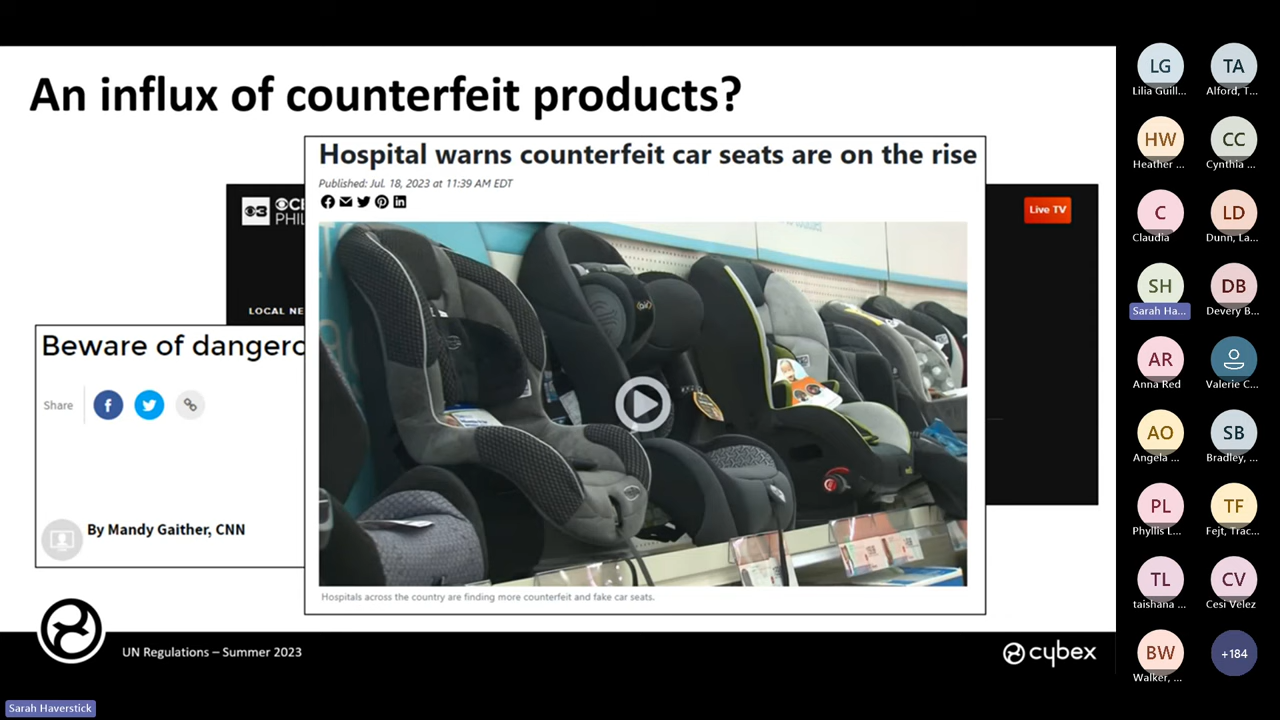 An influx of counterfeit products?
Hospital warns counterfeit car seats are on the rise
Published: Jul. 18, 2023 at 11:39 AM EDT
3 CB
PHIL
Live TV
LOCAL NE
Beware of dangero
Share
By Mandy Gaither, CNN
Hospitals across the country are finding more counterfeit and fake car seats.
UN Regulations – Summer 2023
cybex
LG
Lilia Guill...
TA
Alford, T...
HW
Heather ...
CC
Cynthia ...
C
Claudia
LD
Dunn, La...
SH
Sarah Ha...
DB
Devery B...
AR
Anna Red
Valerie C...
AO
Angela ...
SB
Bradley, ...
PL
Phyllis L...
TF
Fejt, Trac...
TL
taishana ...
CV
Cesi Velez
BW
Walker, ...
+184
Sarah Haverstick